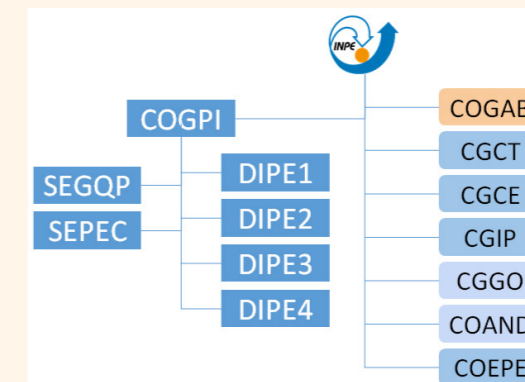 INPE
COGPI
SEGQP
SEPEC
DIPE1
DIPE2
DIPE3
DIPE4
COGAB
CGCT
CGCE
CGIP
CGGO
COAND
COEPE